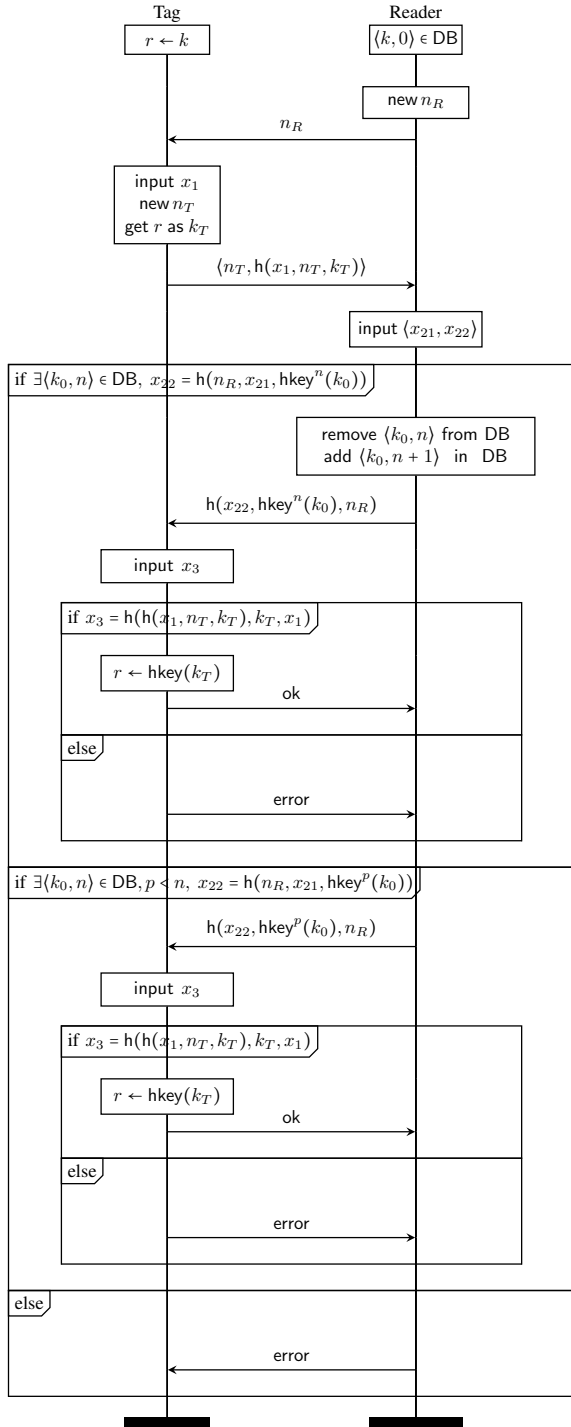 Tag Reader
r ← k ⟨k, 0⟩ ∈ DB
new n_R
n_R
input x_1
new n_T
get r as k_T
⟨n_T, h(x_1, n_T, k_T)⟩
input ⟨x_21, x_22⟩
if ∃⟨k_0, n⟩ ∈ DB, x_22 = h(n_R, x_21, hkey^n(k_0))
remove ⟨k_0, n⟩ from DB
add ⟨k_0, n + 1⟩ in DB
h(x_22, hkey^n(k_0), n_R)
input x_3
if x_3 = h(h(x_1, n_T, k_T), k_T, x_1)
r ← hkey(k_T)
ok
else
error
if ∃⟨k_0, n⟩ ∈ DB, p < n, x_22 = h(n_R, x_21, hkey^p(k_0))
h(x_22, hkey^p(k_0), n_R)
input x_3
if x_3 = h(h(x_1, n_T, k_T), k_T, x_1)
r ← hkey(k_T)
ok
else
error
else
error